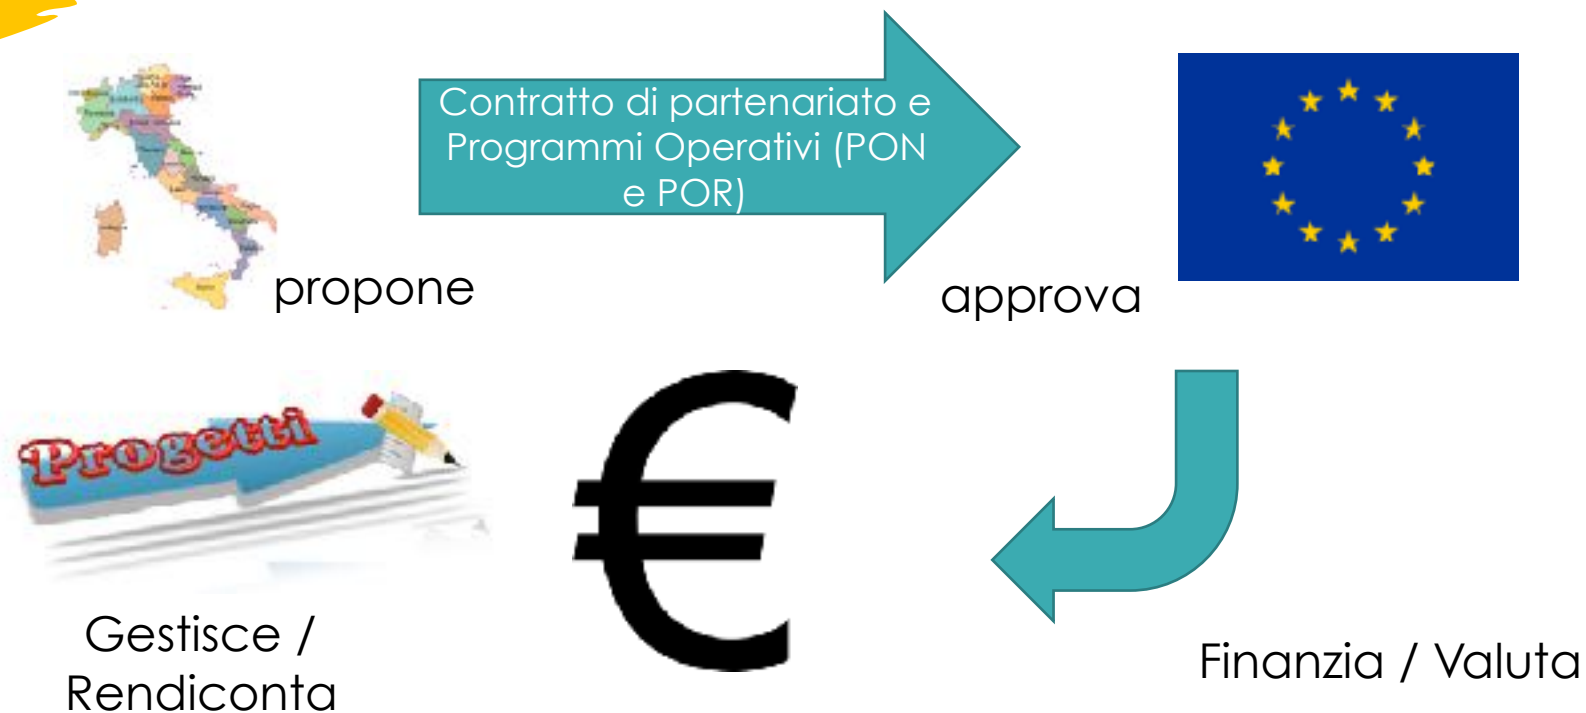 Contratto di partenariato e
Programmi Operativi (PON
e POR)
propone
approva
Progetti
Gestisce /
Rendiconta
Finanzia / Valuta